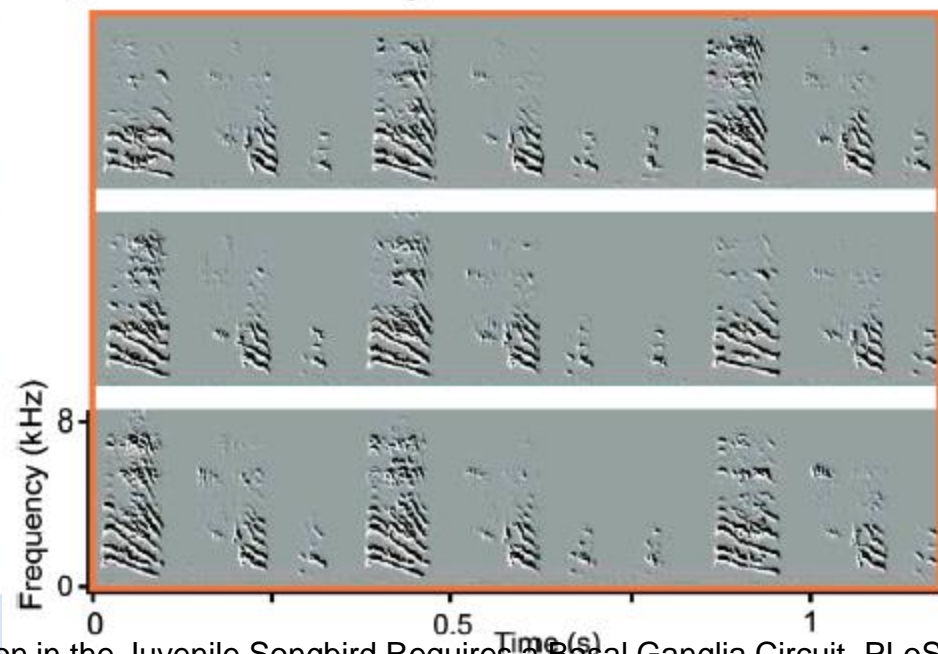 Frequency (kHz)
8
0
0 0.5 1
Time (s)
in the Juvenile Songbird Requires a Basal Ganglia Circuit. PLoS